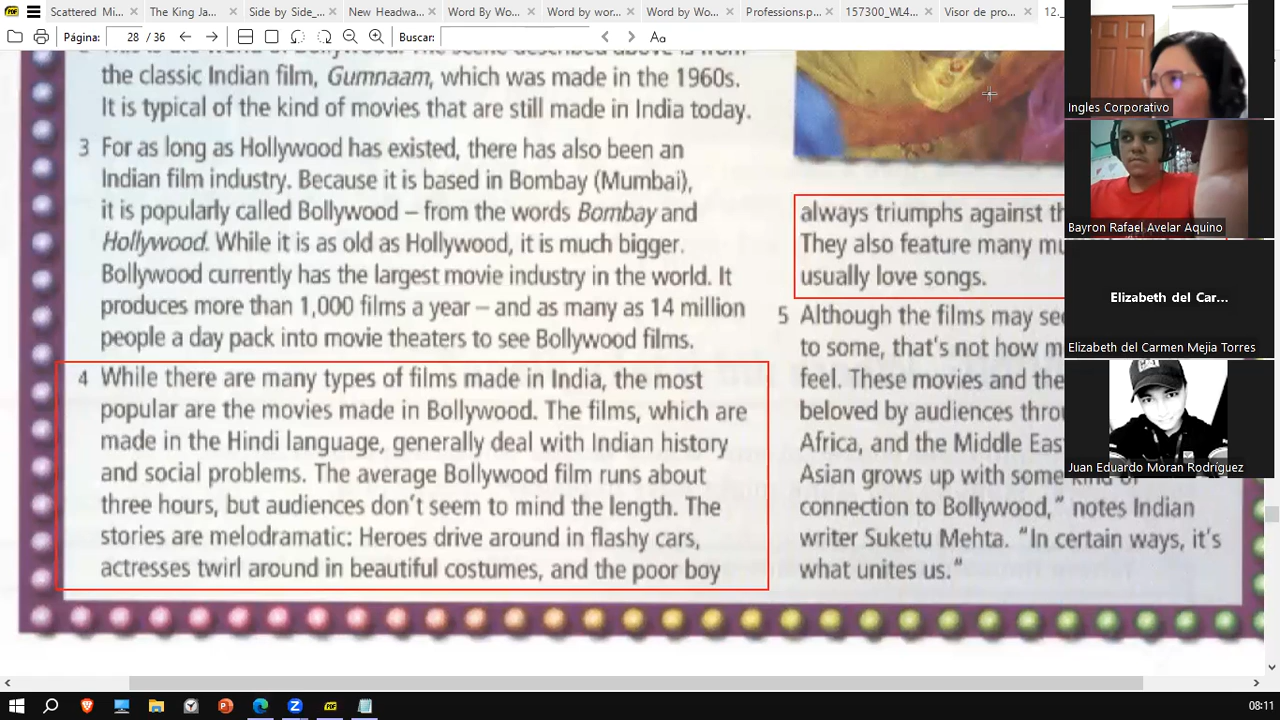 Scattered Mi...
The King Ja...
Side by Side_...
New Headwa...
Word By Wo...
Word by wor...
Word by We...
Professions.p...
157300_WL4...
Visor de pro...
12._
Página: 28 / 36
Buscar:
Aa
the classic Indian film, Gumnaam, which was made in the 1960s.
It is typical of the kind of movies that are still made in India today.
3 For as long as Hollywood has existed, there has also been an
Indian film industry. Because it is based in Bombay (Mumbai),
it is popularly called Bollywood – from the words Bombay and
Hollywood. While it is as old as Hollywood, it is much bigger.
Bollywood currently has the largest movie industry in the world. It
produces more than 1,000 films a year – and as many as 14 million
people a day pack into movie theaters to see Bollywood films.
4 While there are many types of films made in India, the most
popular are the movies made in Bollywood. The films, which are
made in the Hindi language, generally deal with Indian history
and social problems. The average Bollywood film runs about
three hours, but audiences don't seem to mind the length. The
stories are melodramatic: Heroes drive around in flashy cars,
actresses twirl around in beautiful costumes, and the poor boy
always triumphs against
They also feature many
usually love songs.
5 Although the films may
to some, that's not how
feel. These movies and
beloved by audiences
Africa, and the Middle
Asian grows up with some kind of
connection to Bollywood," notes Indian
writer Suketu Mehta. "In certain ways, it's
what unites us."
Ingles Corporativo
Bayron Rafael Avelar Aquino
Elizabeth del Car...
Elizabeth del Carmen Mejia Torres
Juan Eduardo Moran Rodríguez
08:11